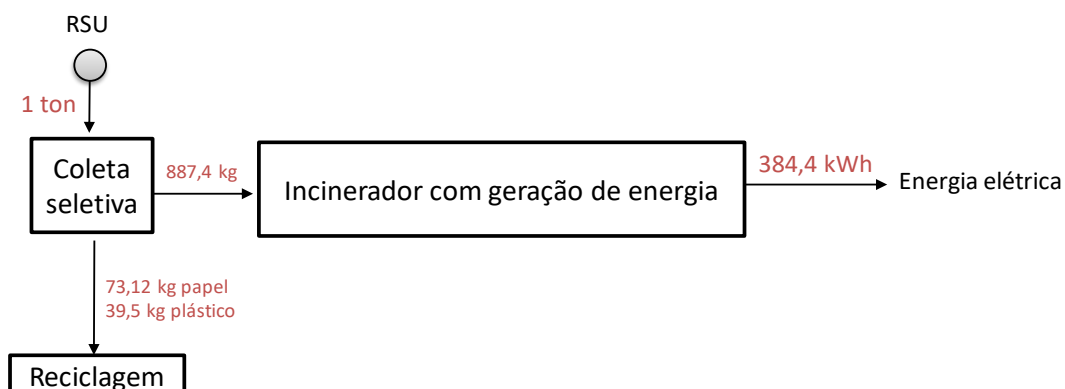 RSU
1 ton
Coleta
seletiva
887,4 kg
Incinerador com geração de energia
384,4 kWh
Energia elétrica
73,12 kg papel
39,5 kg plástico
Reciclagem